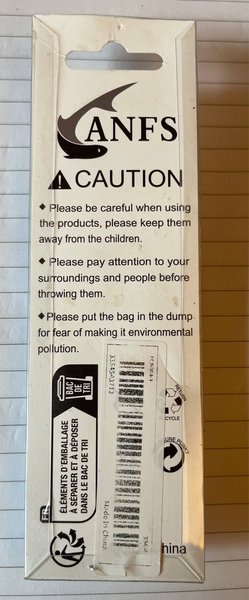 CANFS
CAUTION
◆ Please be careful when using
the products, please keep them
away from the children.
◆ Please pay attention to your
surroundings and people before
throwing them.
◆ Please put the bag in the dump
for fear of making it environmental
pollution.
BAC
DE TRI
ÉLÉMENTS D'EMBALLAGE
À SÉPARER ET À DÉPOSER
DANS LE BAC DE TRI
FR
Made In China